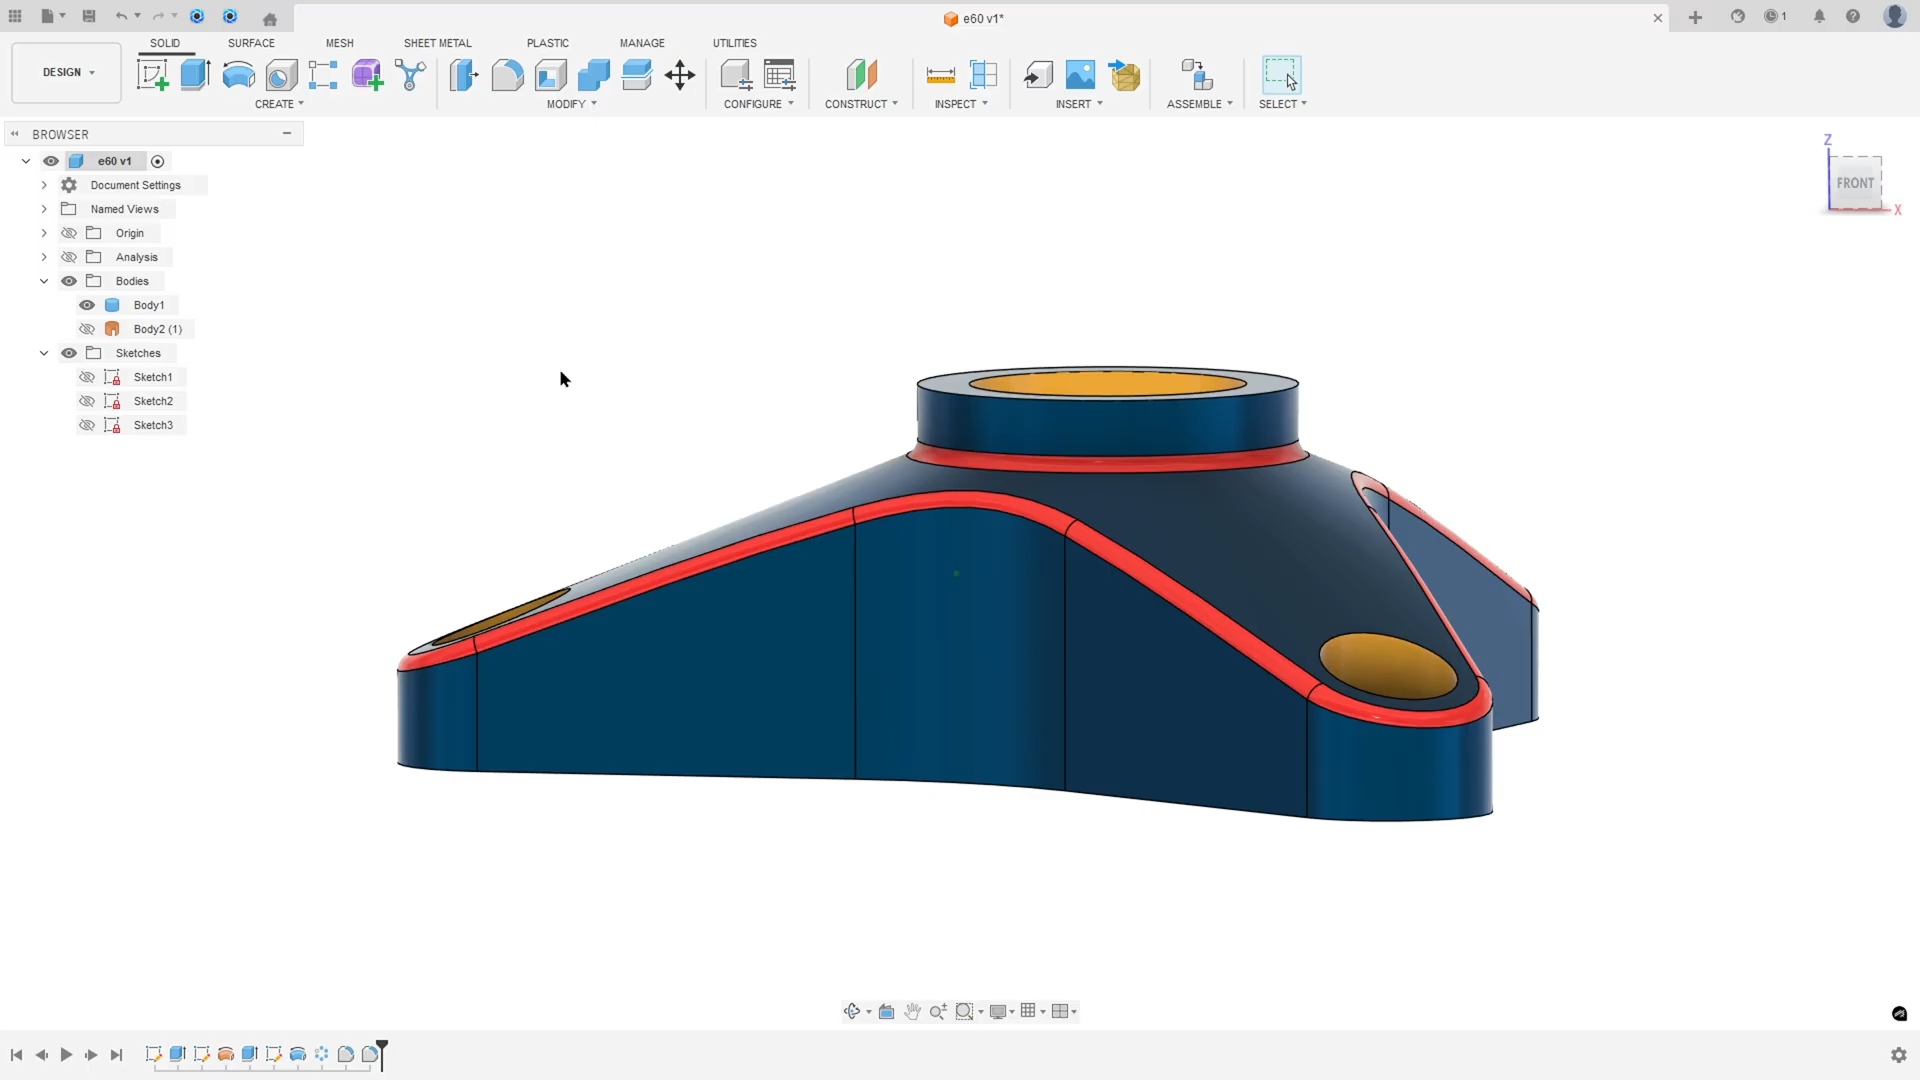 e60 v1*
1
DESIGN
SOLID SURFACE MESH SHEET METAL PLASTIC MANAGE UTILITIES
CREATE MODIFY CONFIGURE CONSTRUCT INSPECT INSERT ASSEMBLE SELECT
BROWSER
e60 v1
Document Settings
Named Views
Origin
Analysis
Bodies
Body1
Body2 (1)
Sketches
Sketch1
Sketch2
Sketch3
Z
FRONT
X